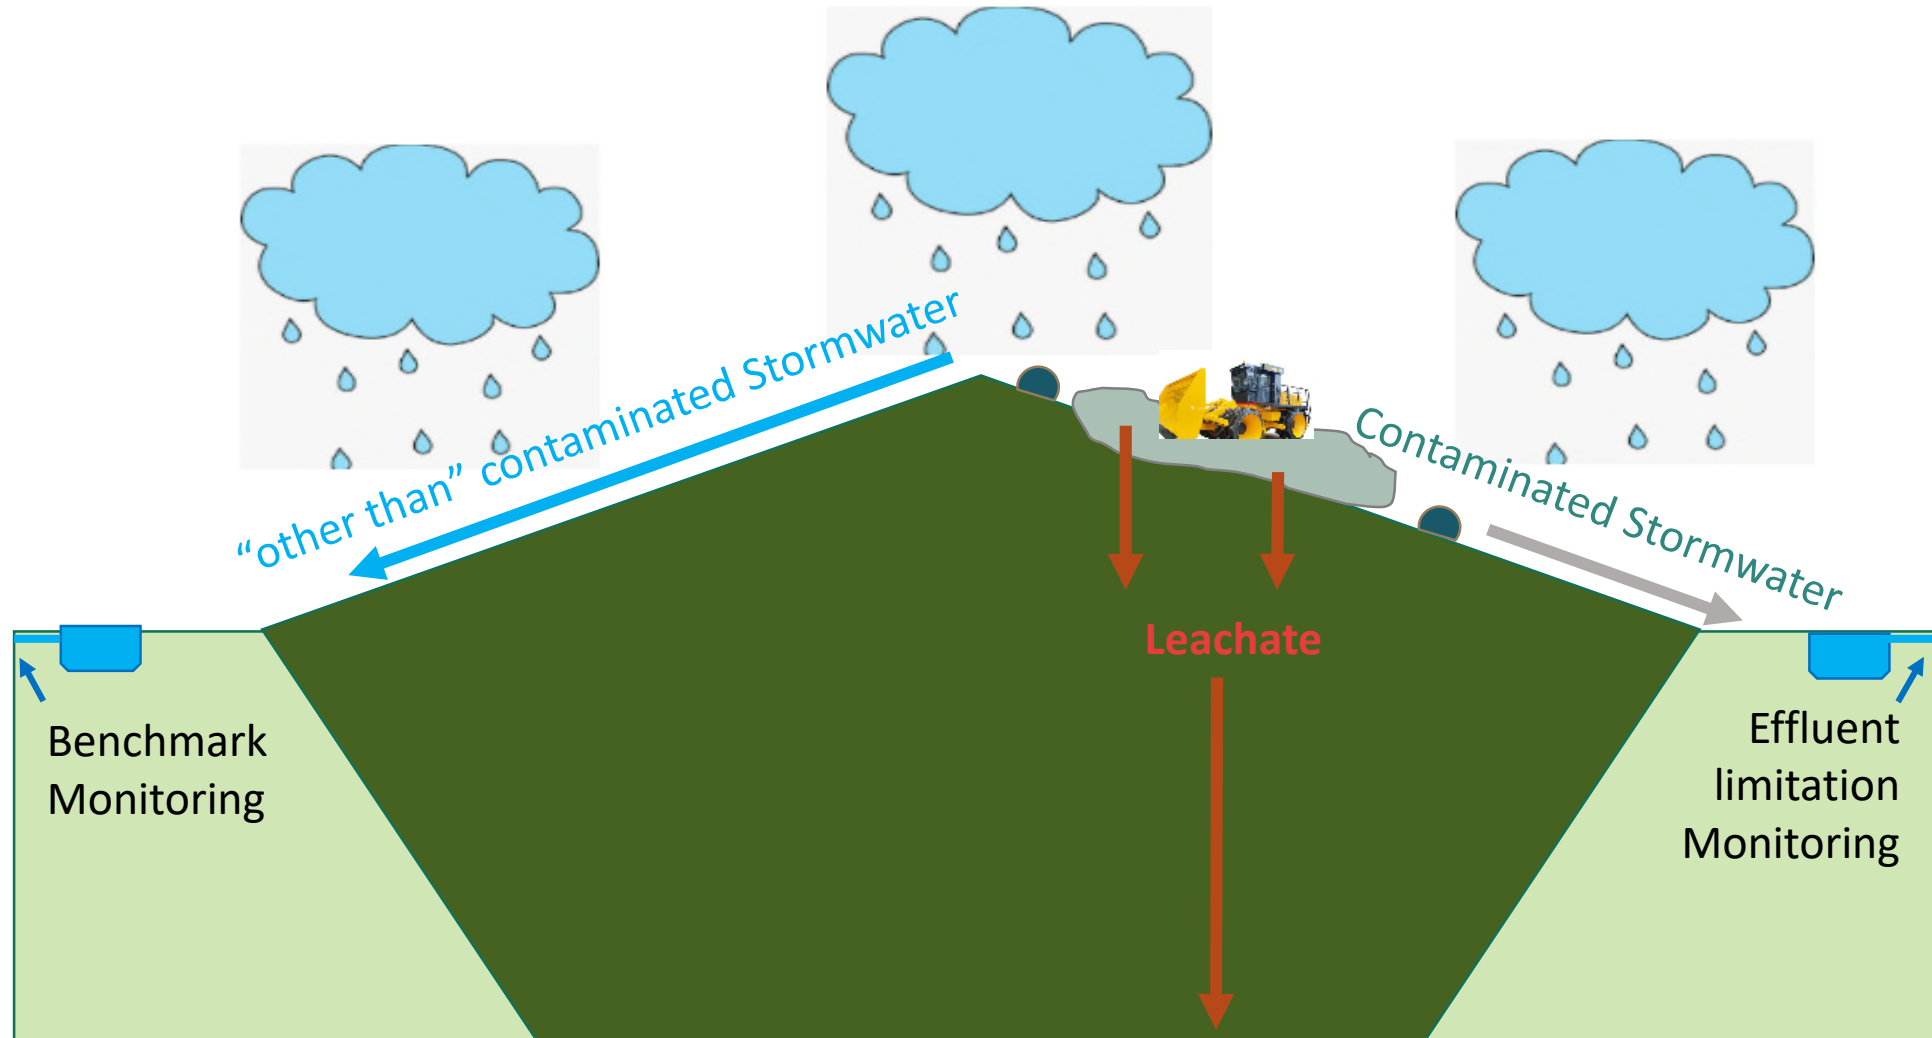 “other than” contaminated Stormwater
Contaminated Stormwater
Leachate
Benchmark
Monitoring
Effluent
limitation
Monitoring